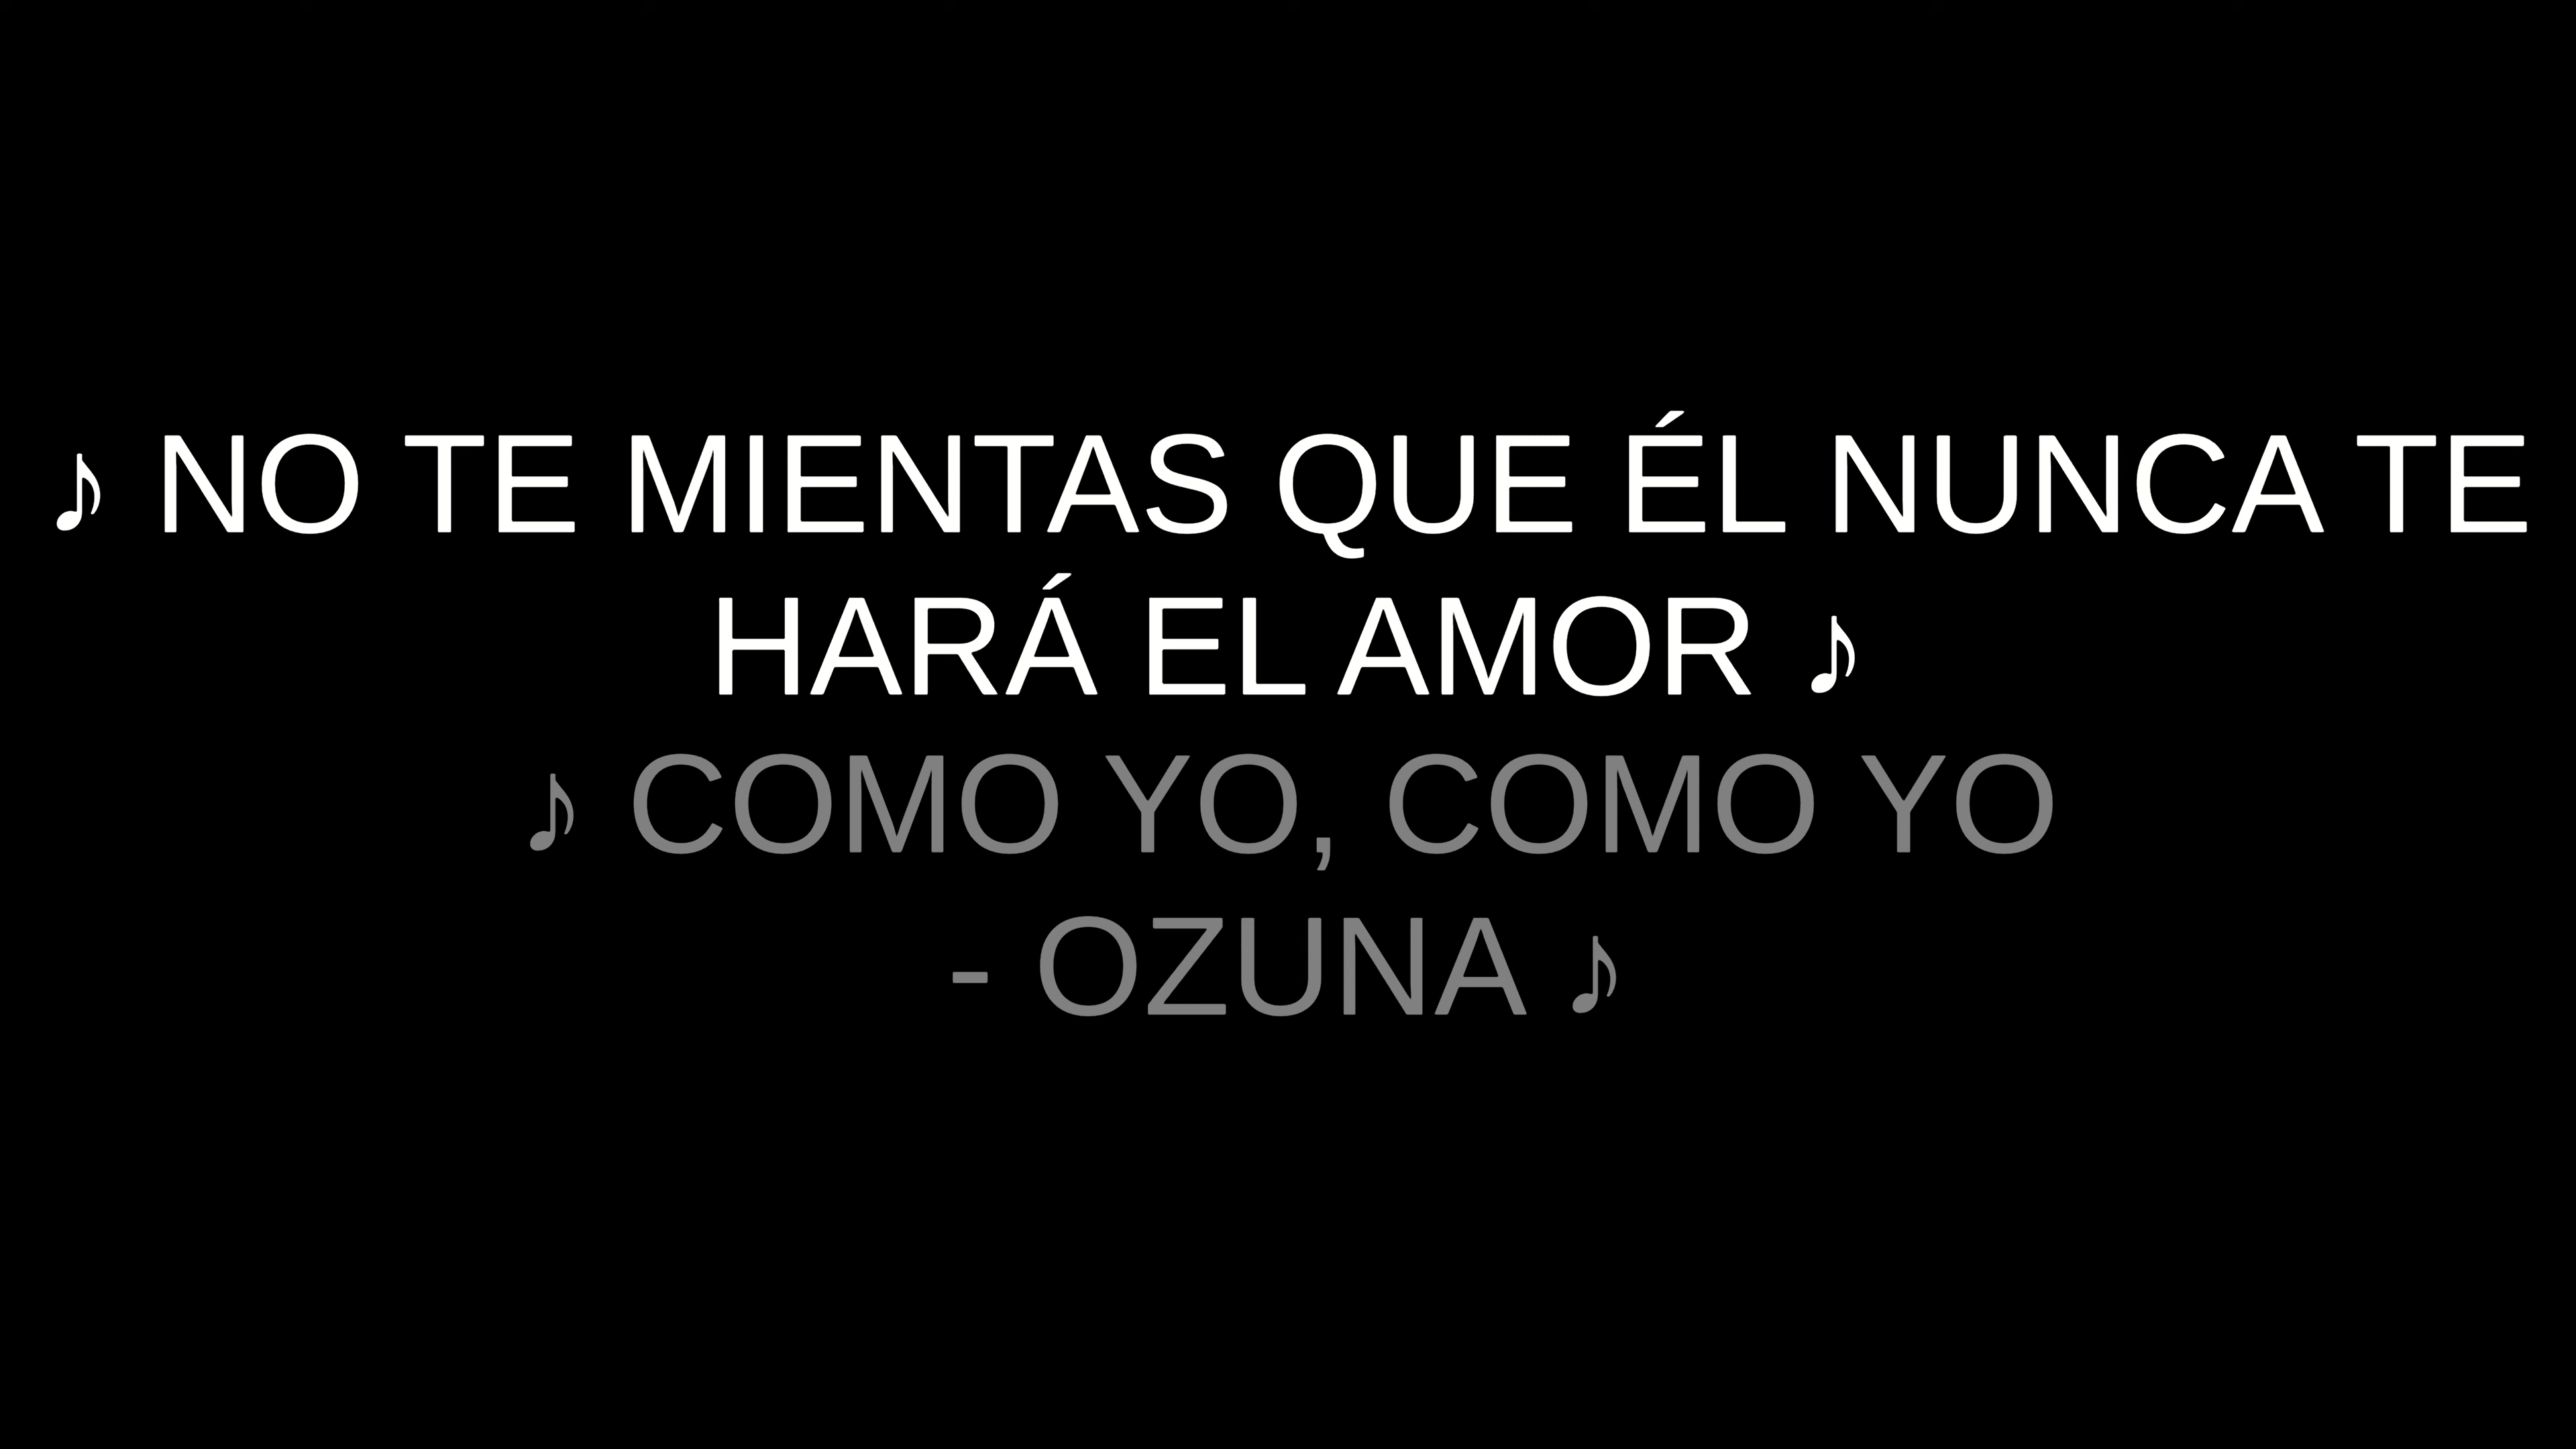 ♪ NO TE MIENTAS QUE ÉL NUNCA TE
HARÁ EL AMOR ♪
♪ COMO YO, COMO YO
- OZUNA ♪